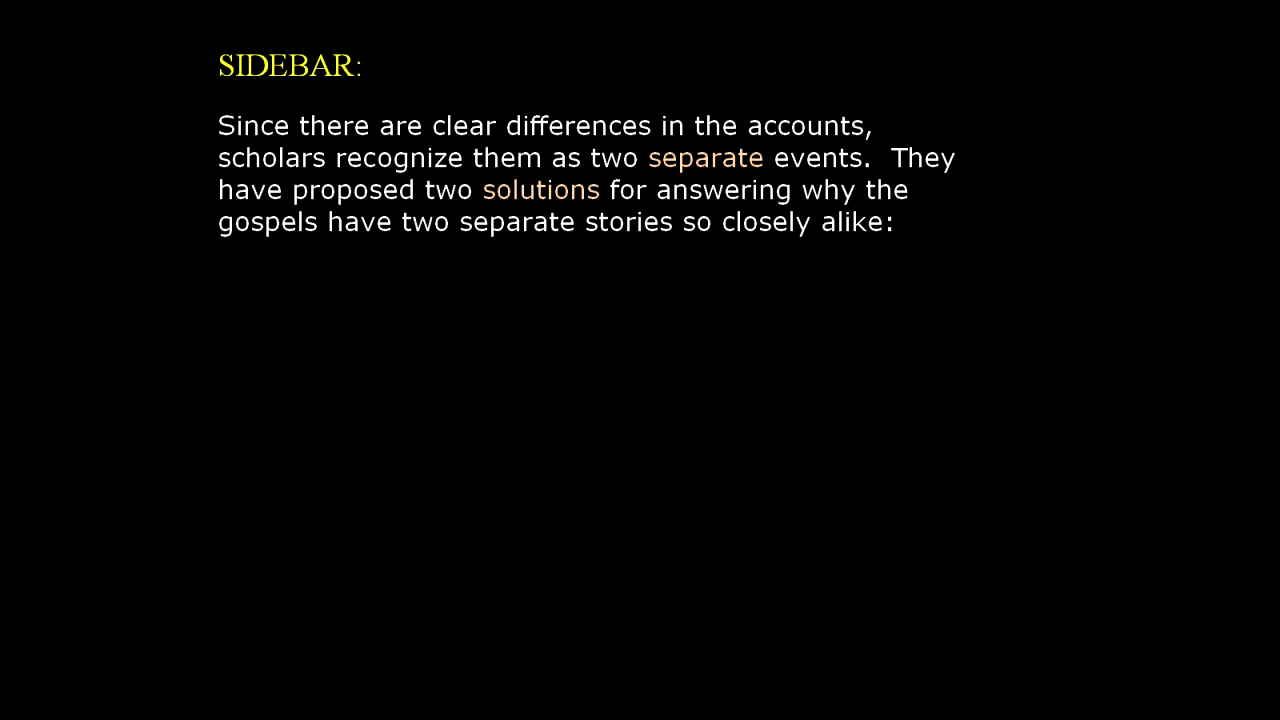 SIDEBAR:
Since there are clear differences in the accounts,
scholars recognize them as two separate events.  They
have proposed two solutions for answering why the
gospels have two separate stories so closely alike: